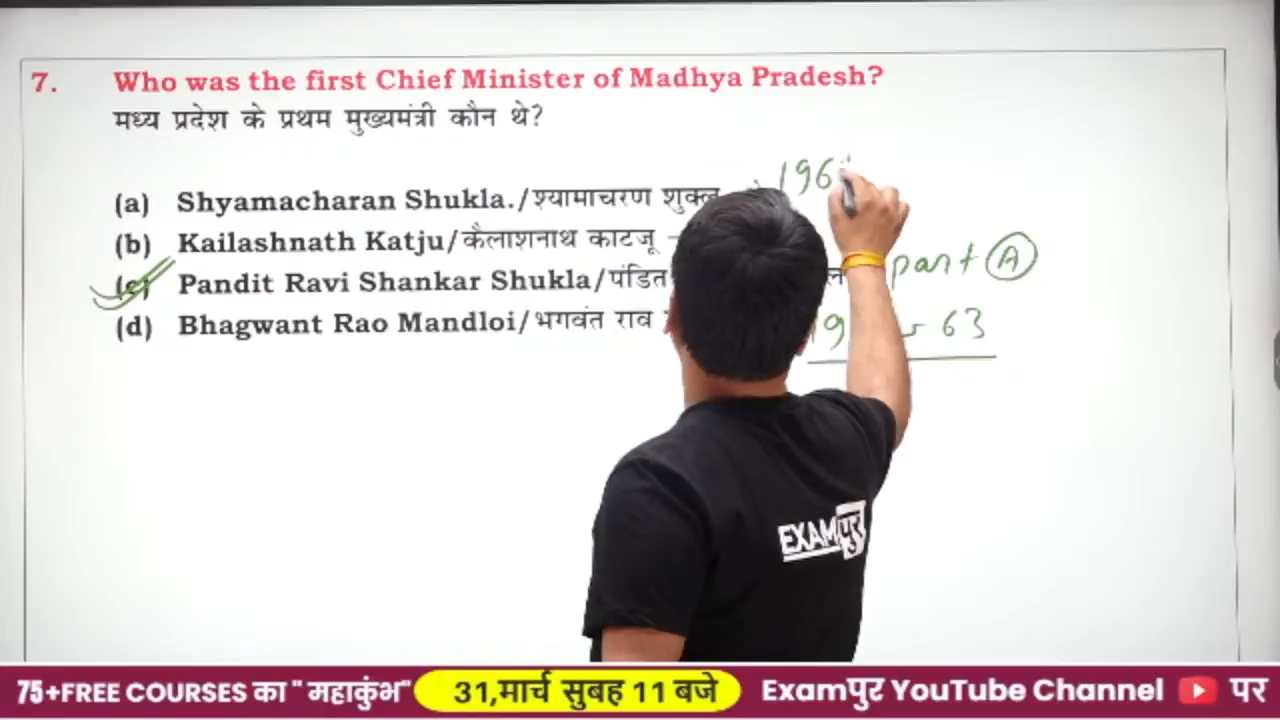 7. Who was the first Chief Minister of Madhya Pradesh?
मध्य प्रदेश के प्रथम मुख्यमंत्री कौन थे?
196
(a) Shyamacharan Shukla./श्यामाचरण शुक्ल
(b) Kailashnath Katju/कैलाशनाथ काटजू
part A
(c) Pandit Ravi Shankar Shukla/पंडित
(d) Bhagwant Rao Mandloi/भगवंत राव
63
EXAMपुर
75+FREE COURSES का " महाकुंभ" 31,मार्च सुबह 11 बजे Examपुर YouTube Channel पर